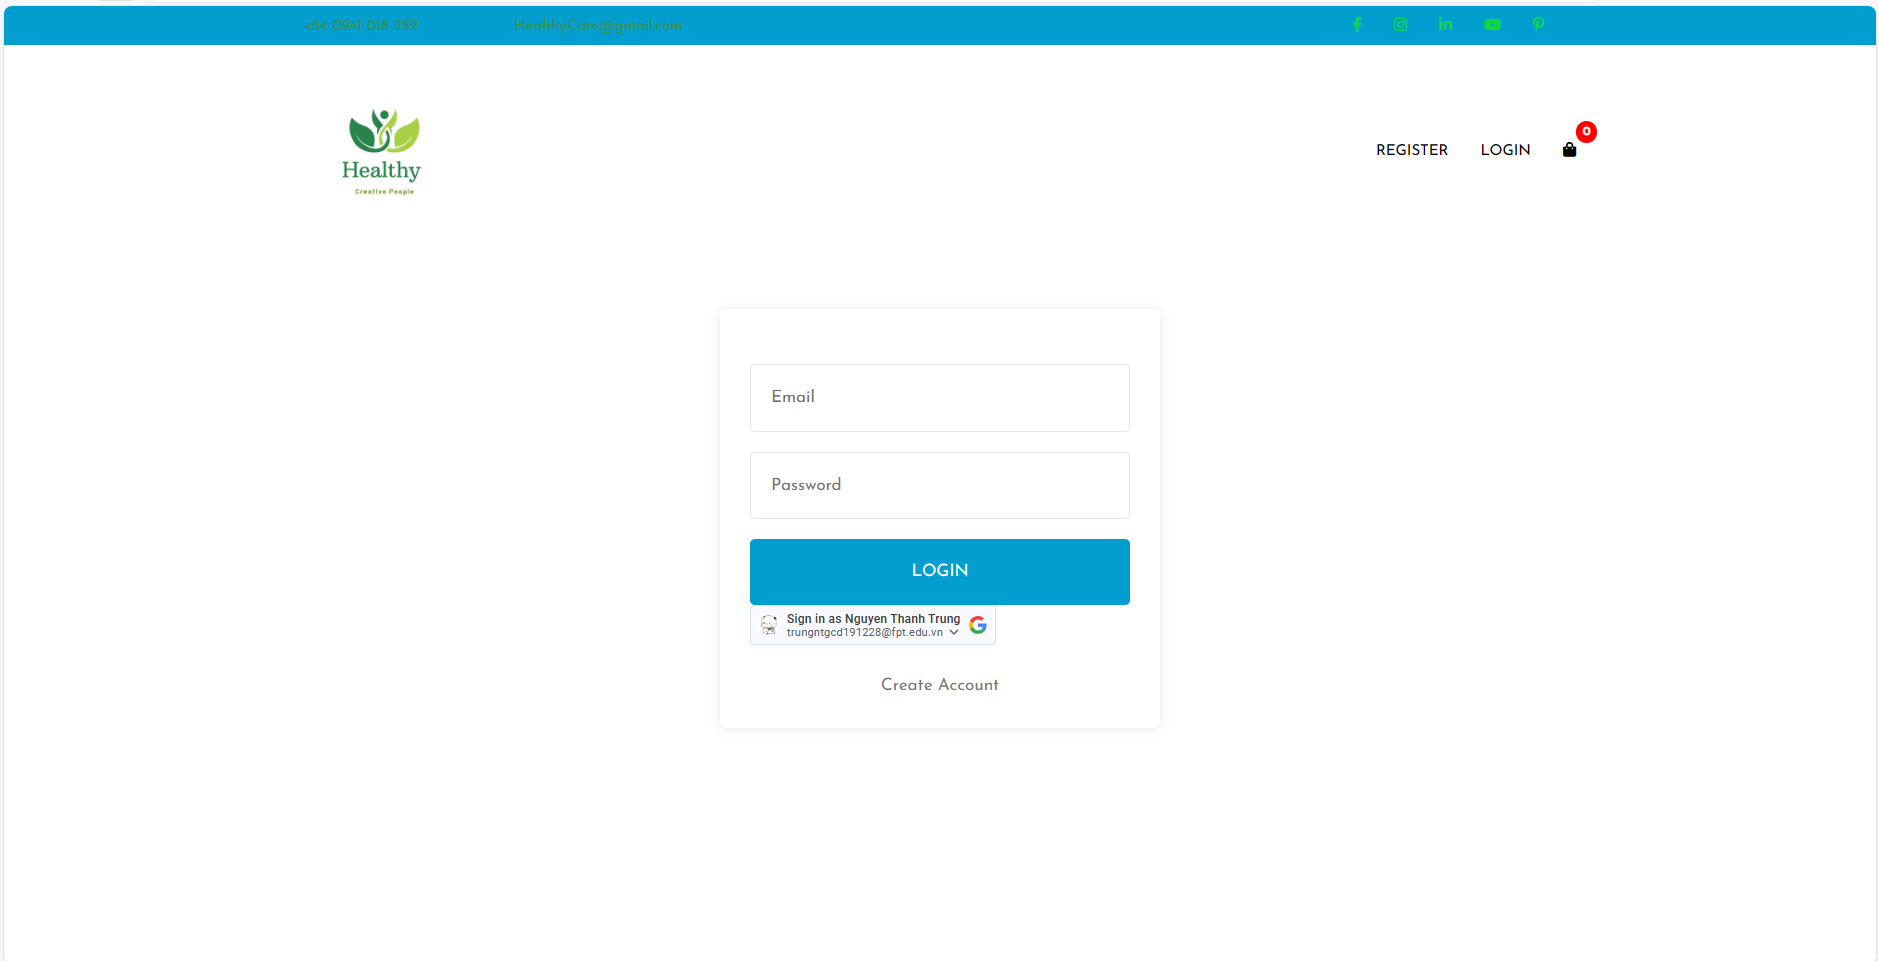 +84 0941 018 252
HealthyCare@gmail.com
Healthy
Creative People
REGISTER
LOGIN
0
Email
Password
LOGIN
Sign in as Nguyen Thanh Trung
trungntgcd191228@fpt.edu.vn
Create Account